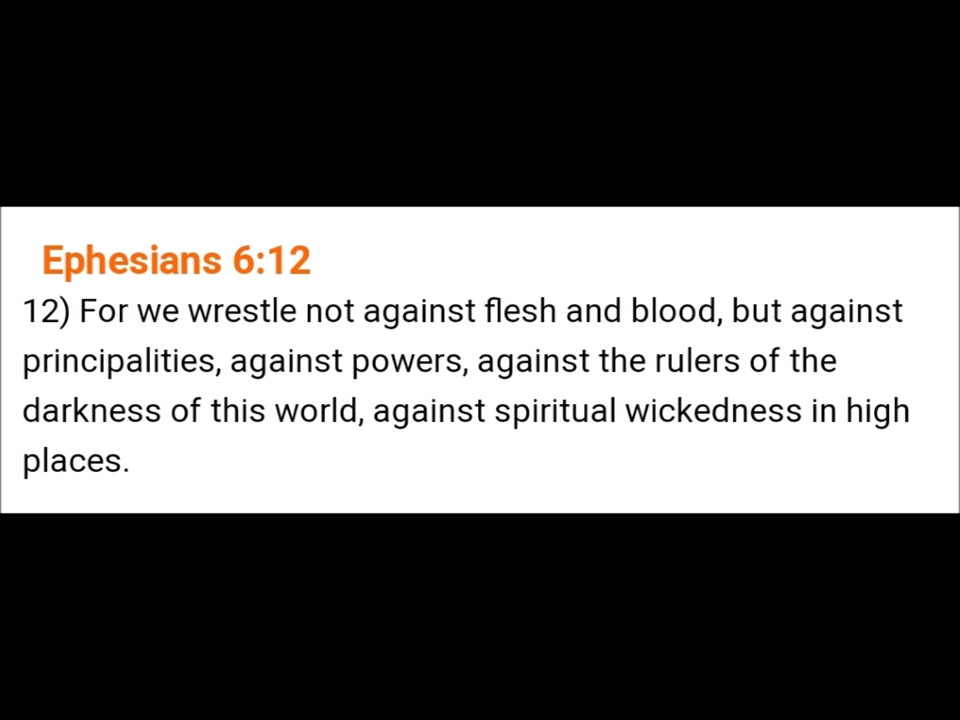 Ephesians 6:12
12) For we wrestle not against flesh and blood, but against
principalities, against powers, against the rulers of the
darkness of this world, against spiritual wickedness in high
places.